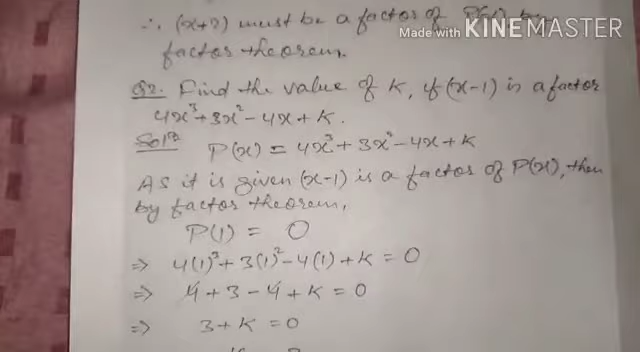 ∴ (x+2) must be a factor of P(x) by
Made with KINEMASTER
factor theorem.
Q2. Find the value of K, if (x-1) is a factor
4x³+3x²-4x+K.
Solⁿ P(x) = 4x³+3x²-4x+K
As it is given (x-1) is a factor of P(x), then
by factor theorem,
P(1) = 0
⇒ 4(1)³+3(1)²-4(1)+K = 0
⇒ 4+3-4+K = 0
⇒ 3+K = 0